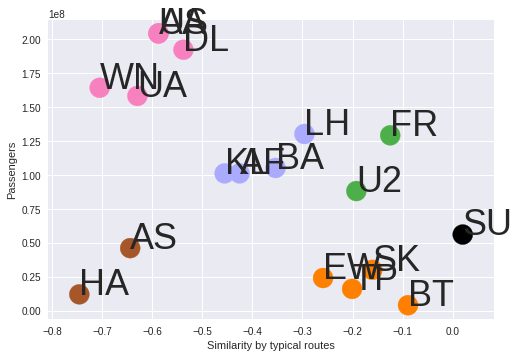 1e8
2.00
1.75
1.50
1.25
1.00
0.75
0.50
0.25
0.00
Passengers
DL
WN
UA
LH
FR
KL
AF
BA
U2
SU
AS
SK
EW
HA
BT
−0.8 −0.7 −0.6 −0.5 −0.4 −0.3 −0.2 −0.1 0.0
Similarity by typical routes